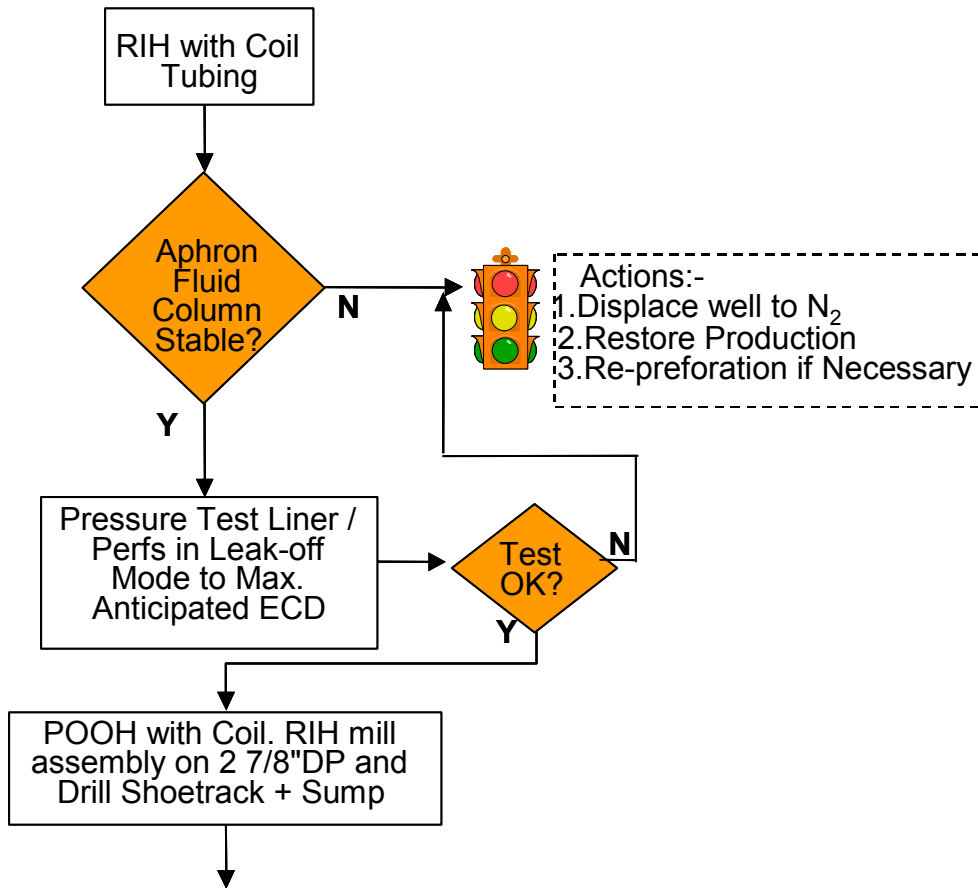 RIH with Coil
Tubing
Aphron
Fluid
Column
Stable?
N
Actions:-
1.Displace well to N₂
2.Restore Production
3.Re-preforation if Necessary
Y
Pressure Test Liner /
Perfs in Leak-off
Mode to Max.
Anticipated ECD
Test
OK?
N
Y
POOH with Coil. RIH mill
assembly on 2 7/8"DP and
Drill Shoetrack + Sump